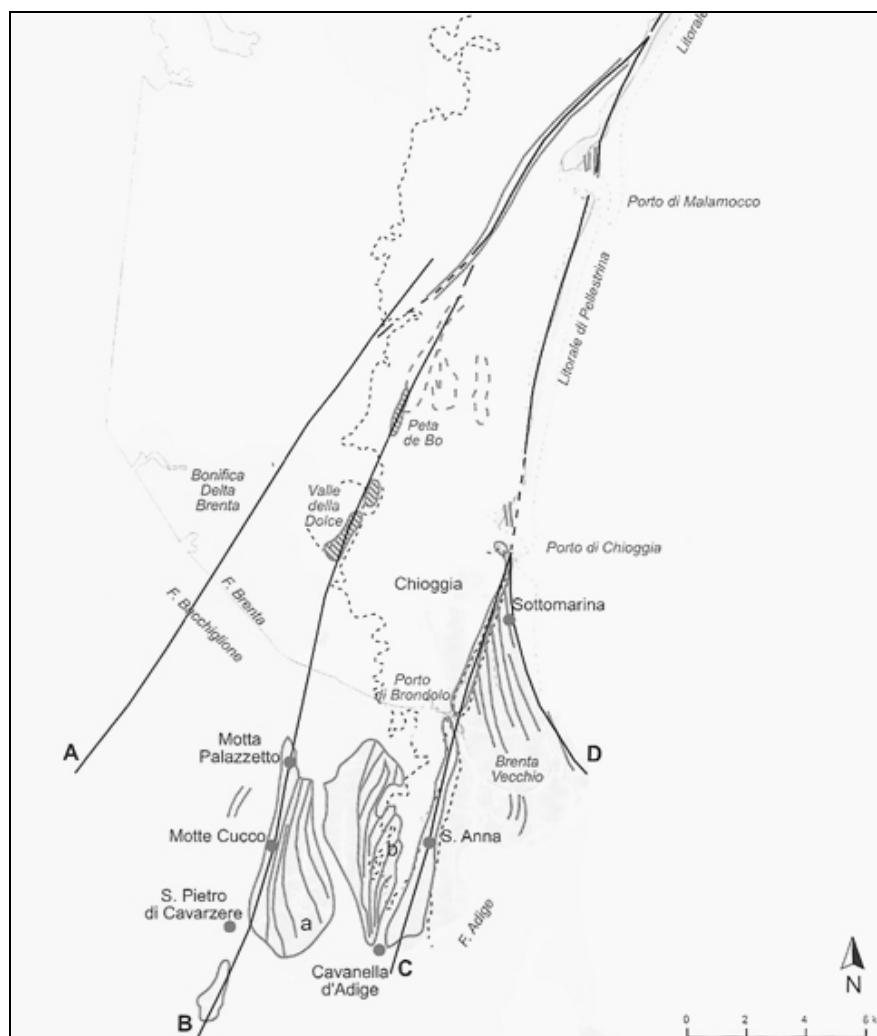 Litorale
Porto di Malamocco
Litorale di Pellestrina
Peta
de Bo
Bonifica
Delta
Brenta
Valle
della
Dolce
Porto di Chioggia
Chioggia
F. Brenta
F. Bacchiglione
Sottomarina
Porto
di Brondolo
A
Motta
Palazzetto
D
Brenta
Vecchio
Motte Cucco
b
S. Anna
S. Pietro
di Cavarzere
a
F. Adige
Cavanella
d'Adige
C
B
N
0 2 4 6 k